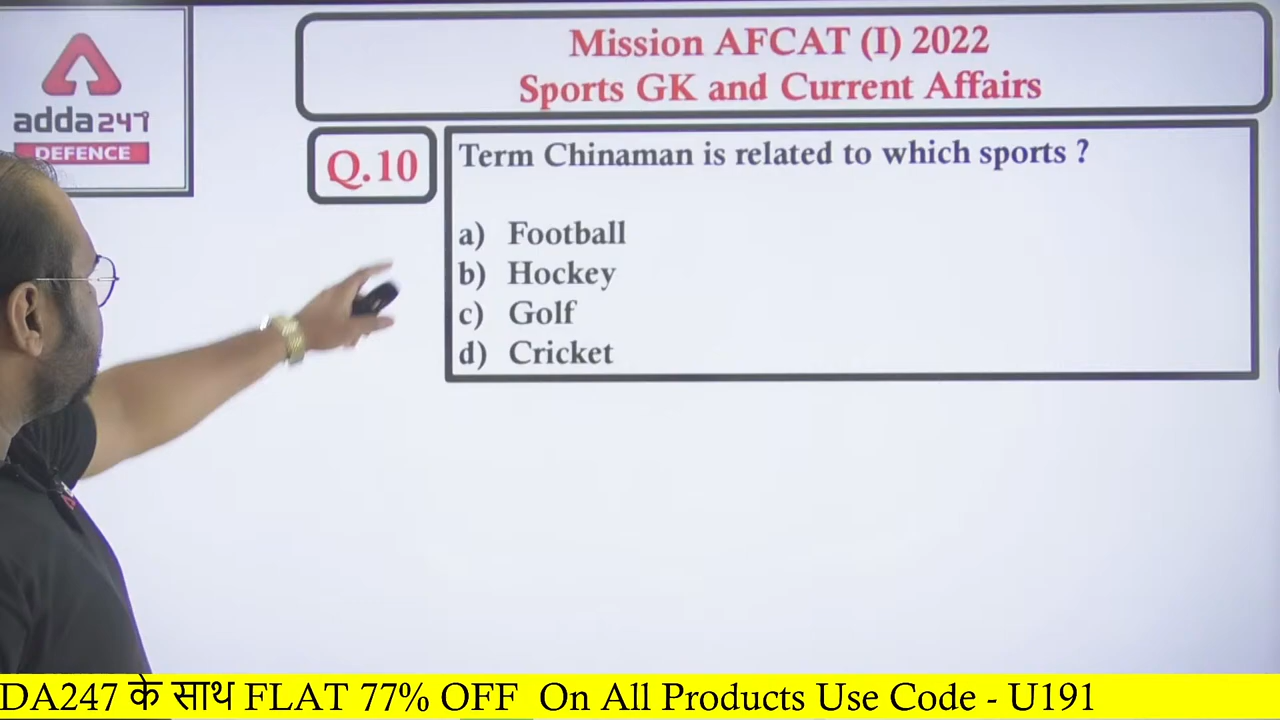 Mission AFCAT (I) 2022
Sports GK and Current Affairs
adda247
DEFENCE
Q.10
Term Chinaman is related to which sports ?
a) Football
b) Hockey
c) Golf
d) Cricket
DA247 के साथ FLAT 77% OFF On All Products Use Code - U191